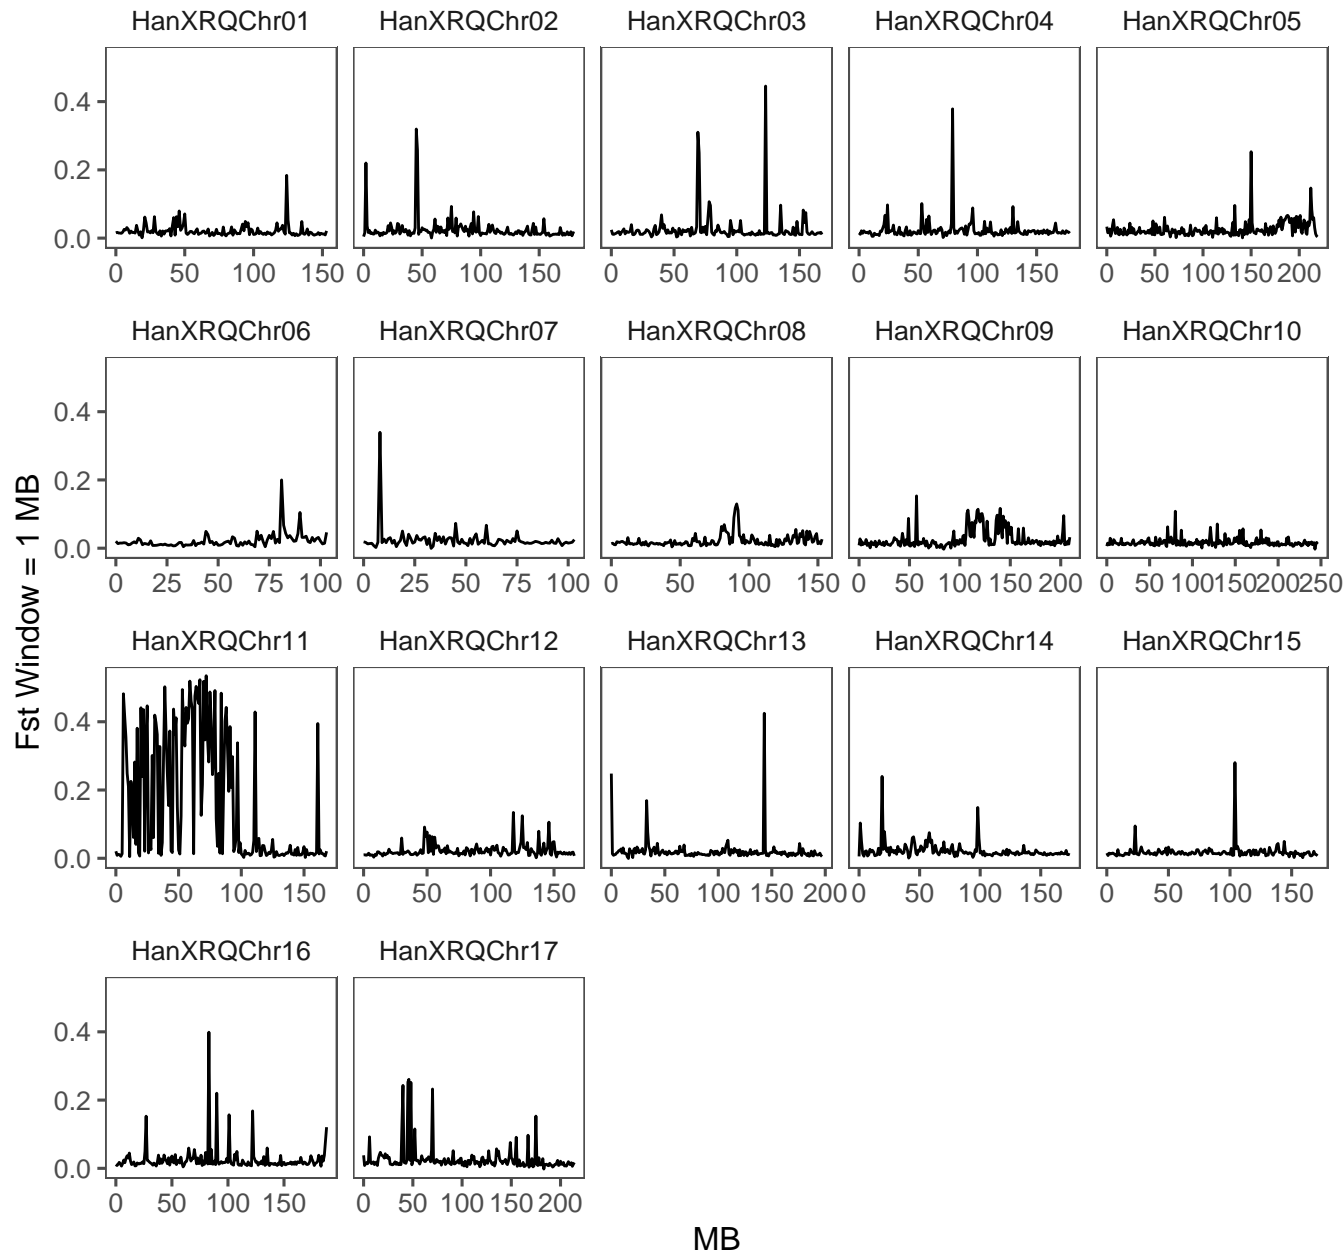 HanXRQChr01 HanXRQChr02 HanXRQChr03 HanXRQChr04 HanXRQChr05
0.4
0.2
0.0
0 50 100 150 0 50 100 150 0 50 100 150 0 50 100 150 0 50 100 150 200
HanXRQChr06 HanXRQChr07 HanXRQChr08 HanXRQChr09 HanXRQChr10
0.4
0.2
0.0
0 25 50 75 100 0 25 50 75 100 0 50 100 150 0 50 100 150 200 0 50 100 150 200 250
Fst Window = 1 MB
HanXRQChr11 HanXRQChr12 HanXRQChr13 HanXRQChr14 HanXRQChr15
0.4
0.2
0.0
0 50 100 150 0 50 100 150 0 50 100 150 200 0 50 100 150 0 50 100 150
HanXRQChr16 HanXRQChr17
0.4
0.2
0.0
0 50 100 150 0 50 100 150 200
MB